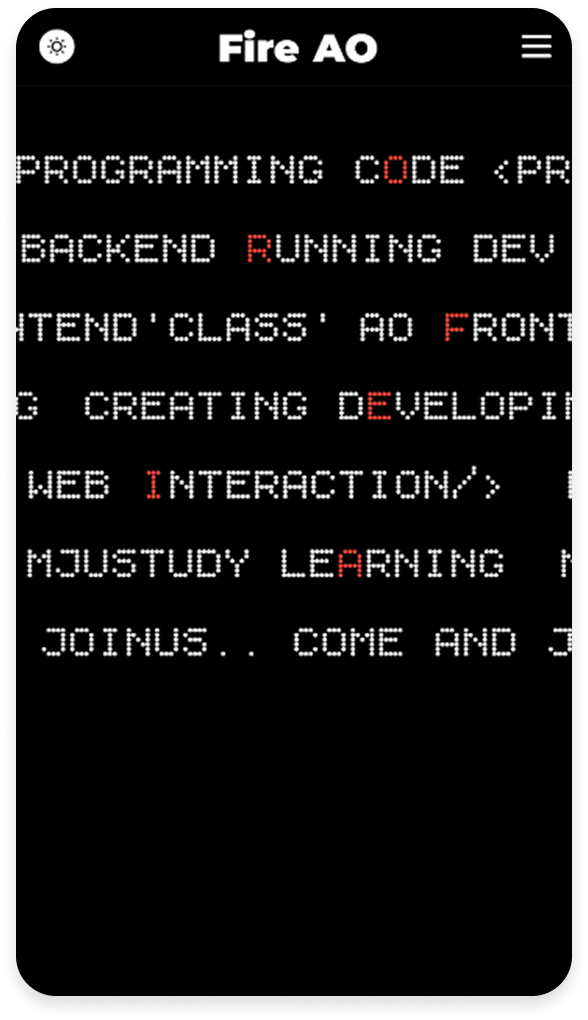 Fire AO
PROGRAMMING CODE <PR
BACKEND RUNNING DEV
NTEND'CLASS' AO FRONT
G CREATING DEVELOPIN
WEB INTERACTION/>
MJUSTUDY LEARNING
JOINUS.. COME AND J